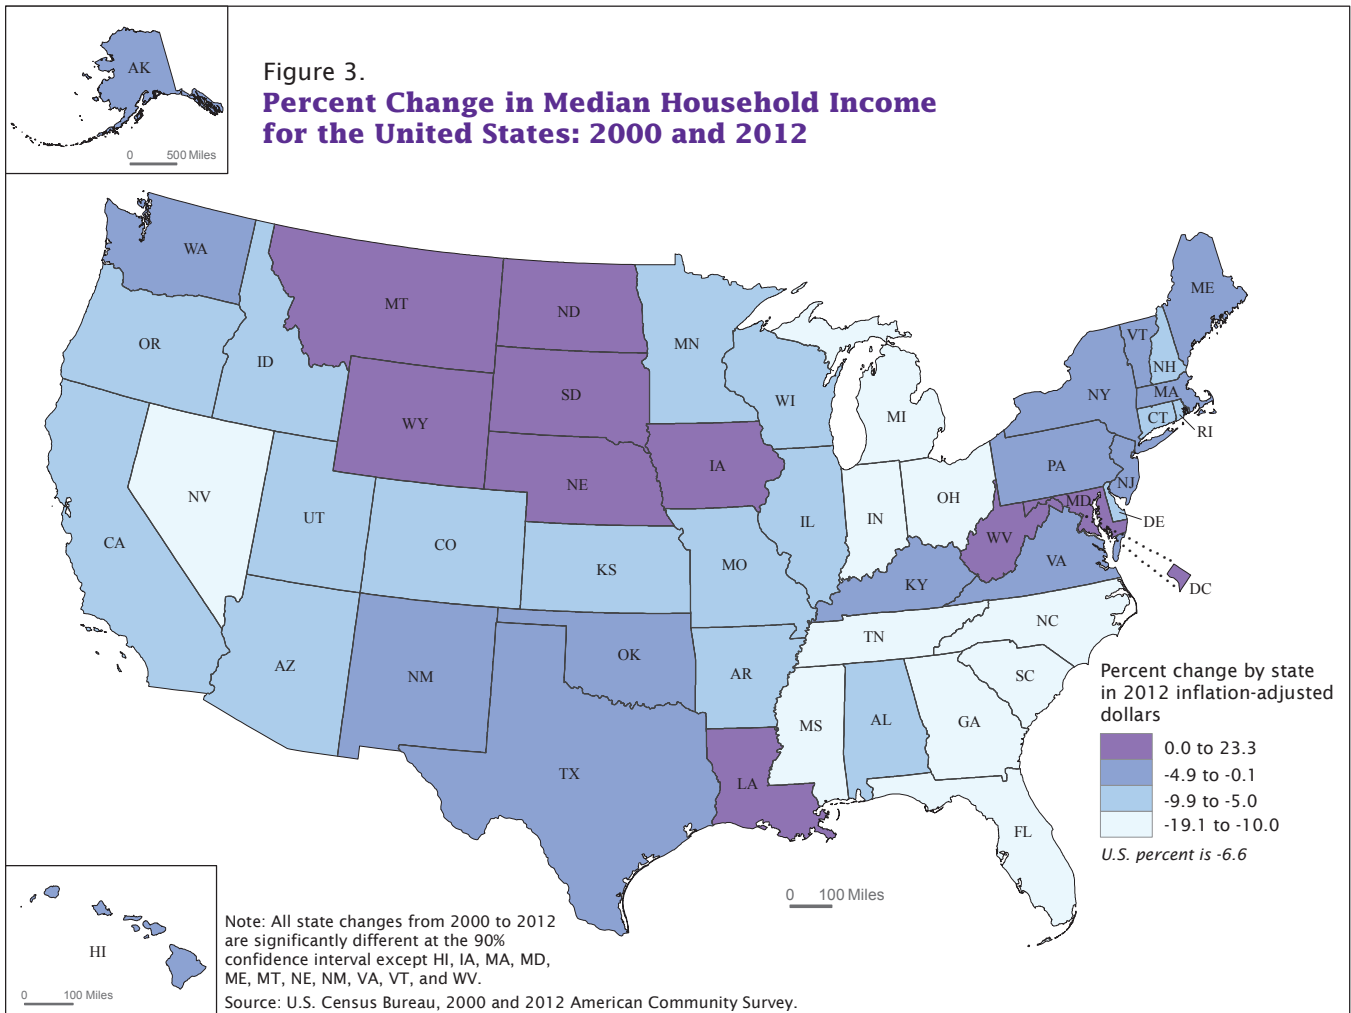 AK
0 500 Miles
Figure 3.
Percent Change in Median Household Income
for the United States: 2000 and 2012
WA
MT
ND
MN
OR
ID
WY
SD
WI
MI
ME
VT
NH
NY
MA
CT
RI
IA
NE
PA
NJ
NV
UT
CO
KS
MO
IL
IN
OH
MD
DE
WV
VA
DC
KY
CA
AZ
NM
OK
AR
TN
NC
SC
MS
AL
GA
TX
LA
FL
Percent change by state
in 2012 inflation-adjusted
dollars
0.0 to 23.3
-4.9 to -0.1
-9.9 to -5.0
-19.1 to -10.0
U.S. percent is -6.6
0 100 Miles
HI
0 100 Miles
Note: All state changes from 2000 to 2012
are significantly different at the 90%
confidence interval except HI, IA, MA, MD,
ME, MT, NE, NM, VA, VT, and WV.
Source: U.S. Census Bureau, 2000 and 2012 American Community Survey.